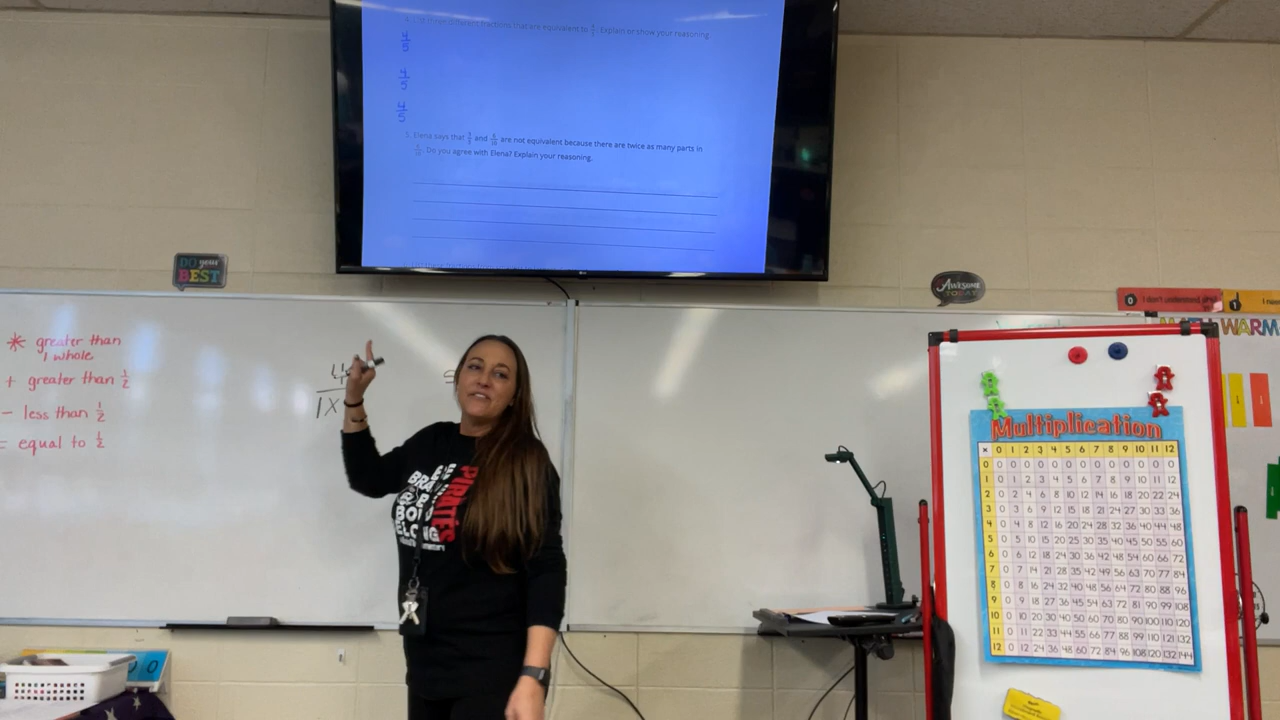 equivalent to
Explain or show your reasoning.
4/5
4/5
4/5
Elena says that
and
are not equivalent because there are twice as many parts in
Do you agree with Elena? Explain your reasoning.
DO your
BEST
AWESOME
TODAY
0 I don't understand
1
WARM
* greater than
1 whole
+ greater than 1/2
- less than 1/2
= equal to 1/2
1x
PIRATES
Multiplication
x 0 1 2 3 4 5 6 7 8 9 10 11 12
0 0 0 0 0 0 0 0 0 0 0 0 0 0
1 0 1 2 3 4 5 6 7 8 9 10 11 12
2 0 2 4 6 8 10 12 14 16 18 20 22 24
3 0 3 6 9 12 15 18 21 24 27 30 33 36
4 0 4 8 12 16 20 24 28 32 36 40 44 48
5 0 5 10 15 20 25 30 35 40 45 50 55 60
6 0 6 12 18 24 30 36 42 48 54 60 66 72
7 0 7 14 21 28 35 42 49 56 63 70 77 84
8 0 8 16 24 32 40 48 56 64 72 80 88 96
9 0 9 18 27 36 45 54 63 72 81 90 99 108
10 0 10 20 30 40 50 60 70 80 90 100 110 120
11 0 11 22 33 44 55 66 77 88 99 110 121 132
12 0 12 24 36 48 60 72 84 96 108 120 132 144